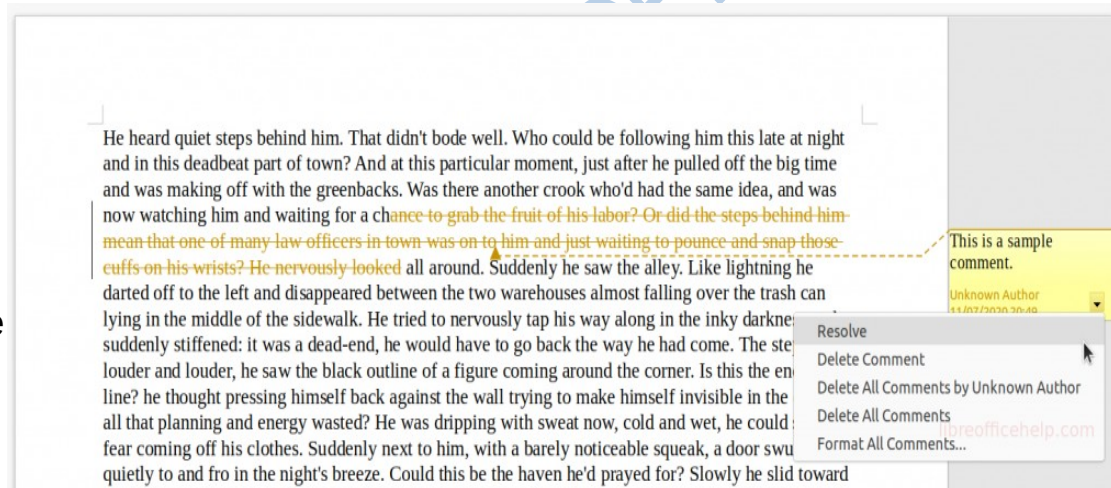 He heard quiet steps behind him. That didn't bode well. Who could be following him this late at night
and in this deadbeat part of town? And at this particular moment, just after he pulled off the big time
and was making off with the greenbacks. Was there another crook who'd had the same idea, and was
now watching him and waiting for a chance to grab the fruit of his labor? Or did the steps behind him
mean that one of many law officers in town was on to him and just waiting to pounce and snap those
cuffs on his wrists? He nervously looked all around. Suddenly he saw the alley. Like lightning he
darted off to the left and disappeared between the two warehouses almost falling over the trash can
lying in the middle of the sidewalk. He tried to nervously tap his way along in the inky
suddenly stiffened: it was a dead-end, he would have to go back the way he had come. The
louder and louder, he saw the black outline of a figure coming around the corner. Is this the
line? he thought pressing himself back against the wall trying to make himself invisible in the
all that planning and energy wasted? He was dripping with sweat now, cold and wet, he could
fear coming off his clothes. Suddenly next to him, with a barely noticeable squeak, a door
quietly to and fro in the night's breeze. Could this be the haven he'd prayed for? Slowly he slid toward
This is a sample
comment.
Unknown Author
11/07/2020 20:49
Resolve
Delete Comment
Delete All Comments by Unknown Author
Delete All Comments
Format All Comments...
libreofficehelp.com
e